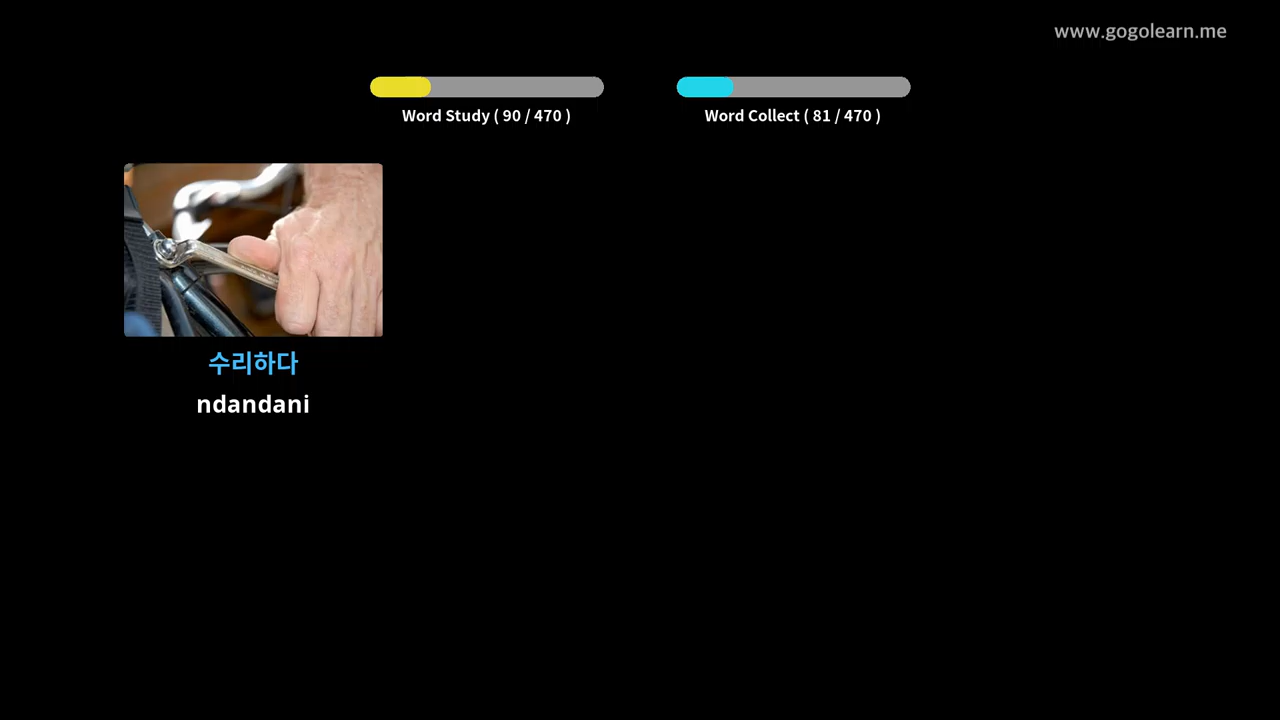 www.gogolearn.me
Word Study ( 90 / 470 )
Word Collect ( 81 / 470 )
수리하다
ndandani